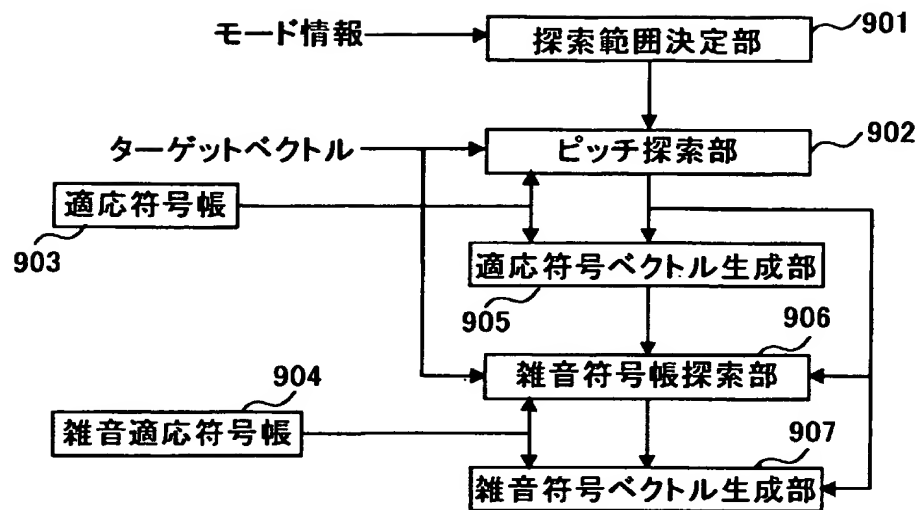 モード情報
探索範囲決定部
901
ターゲットベクトル
ピッチ探索部
902
適応符号帳
903
適応符号ベクトル生成部
905
906
雑音符号帳探索部
904
雑音適応符号帳
907
雑音符号ベクトル生成部